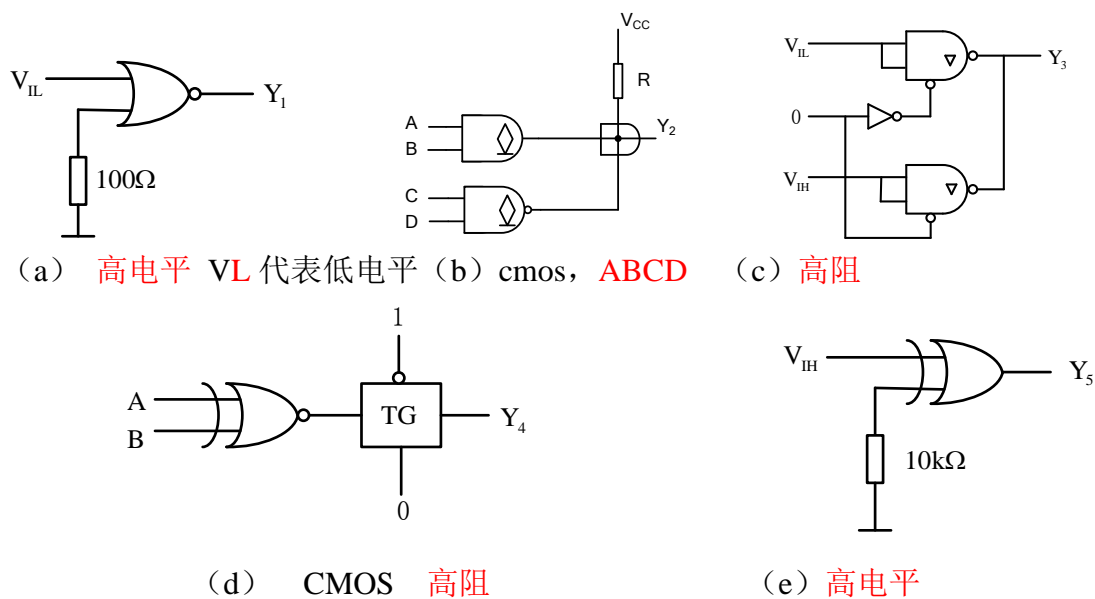 V_CC
R
V_IL
Y_1
A
B
Y_2
100Ω
C
D
V_IL
Y_3
0
V_IH
(a) 高电平 VL 代表低电平 (b) cmos, ABCD (c) 高阻
1
A
B
TG
Y_4
0
V_IH
Y_5
10kΩ
(d) CMOS 高阻 (e) 高电平